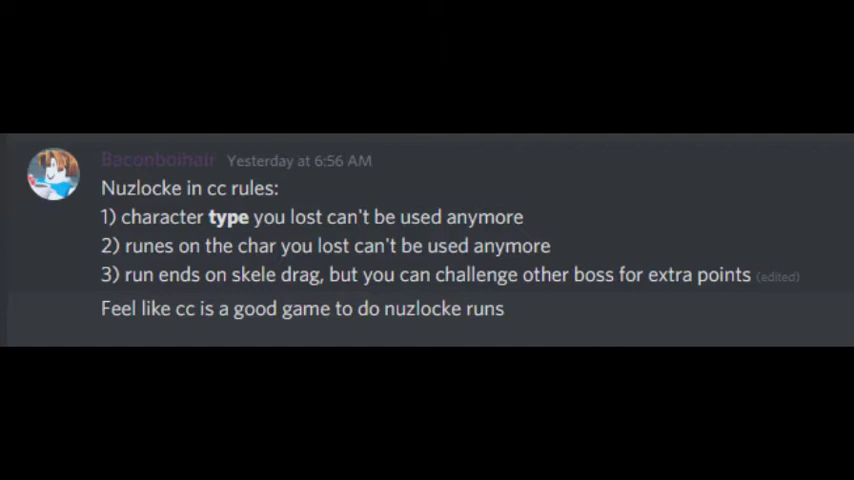 Baconboihair Yesterday at 6:56 AM
Nuzlocke in cc rules:
1) character type you lost can't be used anymore
2) runes on the char you lost can't be used anymore
3) run ends on skele drag, but you can challenge other boss for extra points (edited)
Feel like cc is a good game to do nuzlocke runs